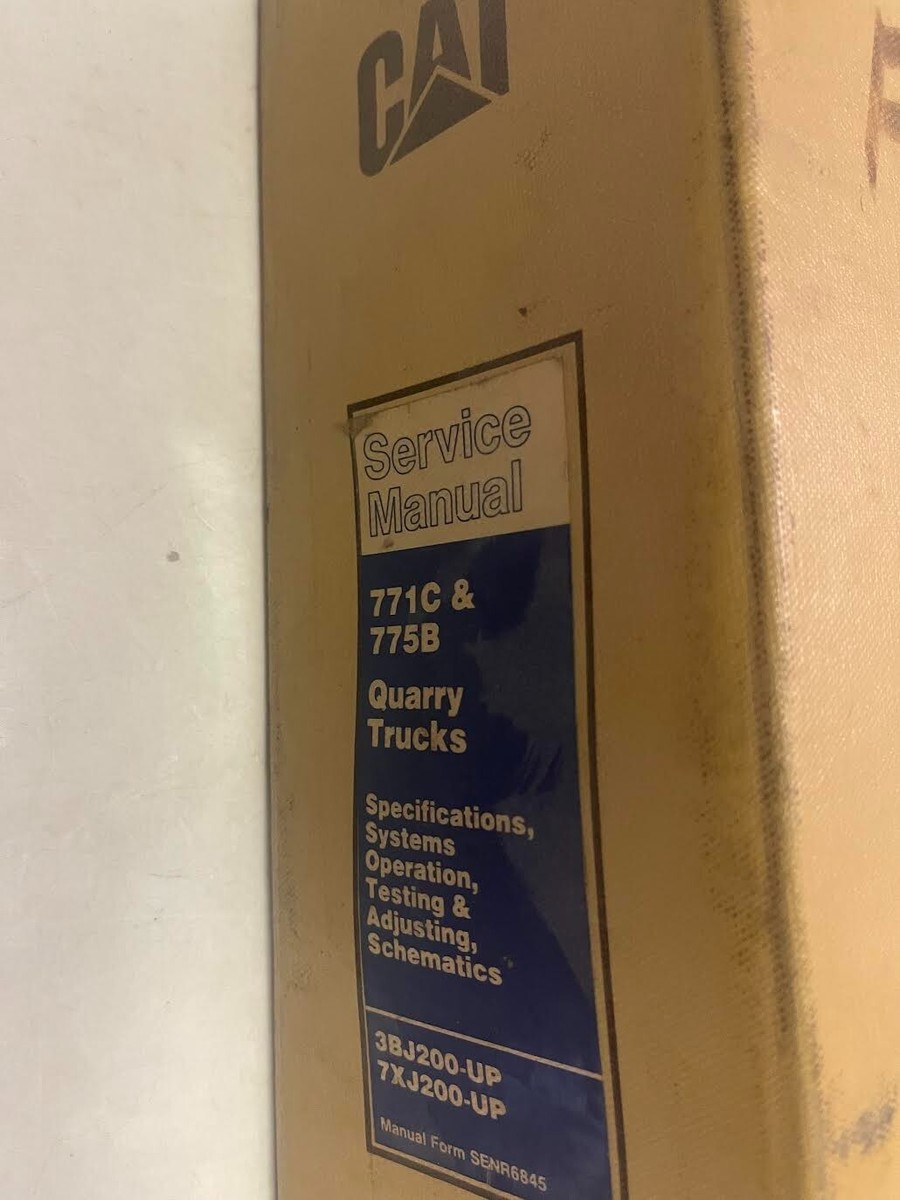 CAT
Service
Manual
771C &
775B
Quarry
Trucks
Specifications,
Systems
Operation,
Testing &
Adjusting,
Schematics
3BJ200-UP
7XJ200-UP
Manual Form SENR6845